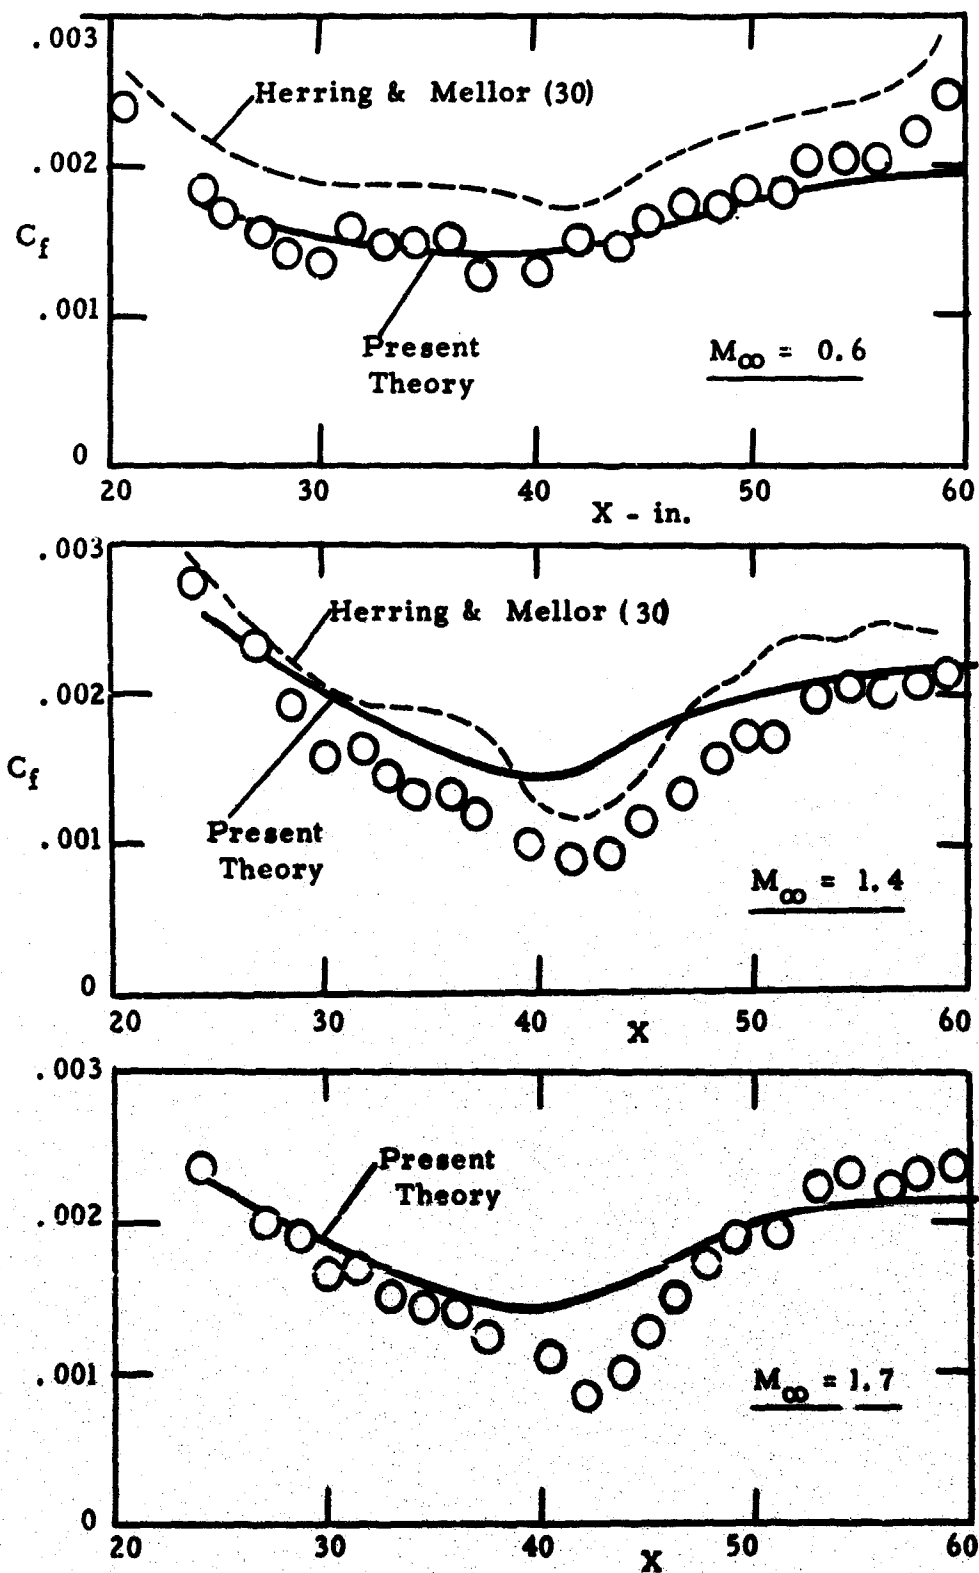 .003
Herring & Mellor (30)
.002
Cf
.001
Present
Theory
M∞ = 0.6
0
20 30 40 50 60
X - in.
.003
Herring & Mellor (30)
.002
Cf
.001
Present
Theory
M∞ = 1.4
0
20 30 40 50 60
X
.003
Present
Theory
.002
.001
M∞ = 1.7
0
20 30 40 50 60
X